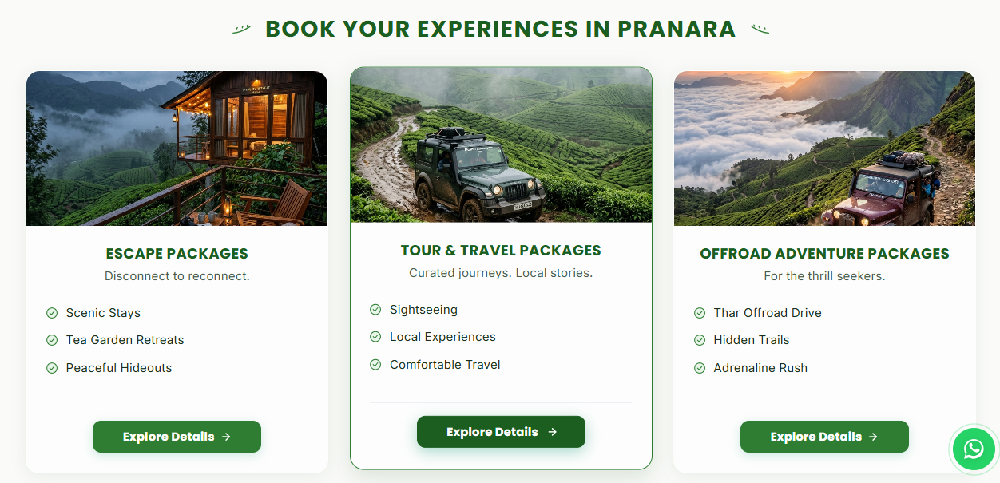 BOOK YOUR EXPERIENCES IN PRANARA
ESCAPE PACKAGES
Disconnect to reconnect.
Scenic Stays
Tea Garden Retreats
Peaceful Hideouts
Explore Details →
TOUR & TRAVEL PACKAGES
Curated journeys. Local stories.
Sightseeing
Local Experiences
Comfortable Travel
Explore Details →
OFFROAD ADVENTURE PACKAGES
For the thrill seekers.
Thar Offroad Drive
Hidden Trails
Adrenaline Rush
Explore Details →